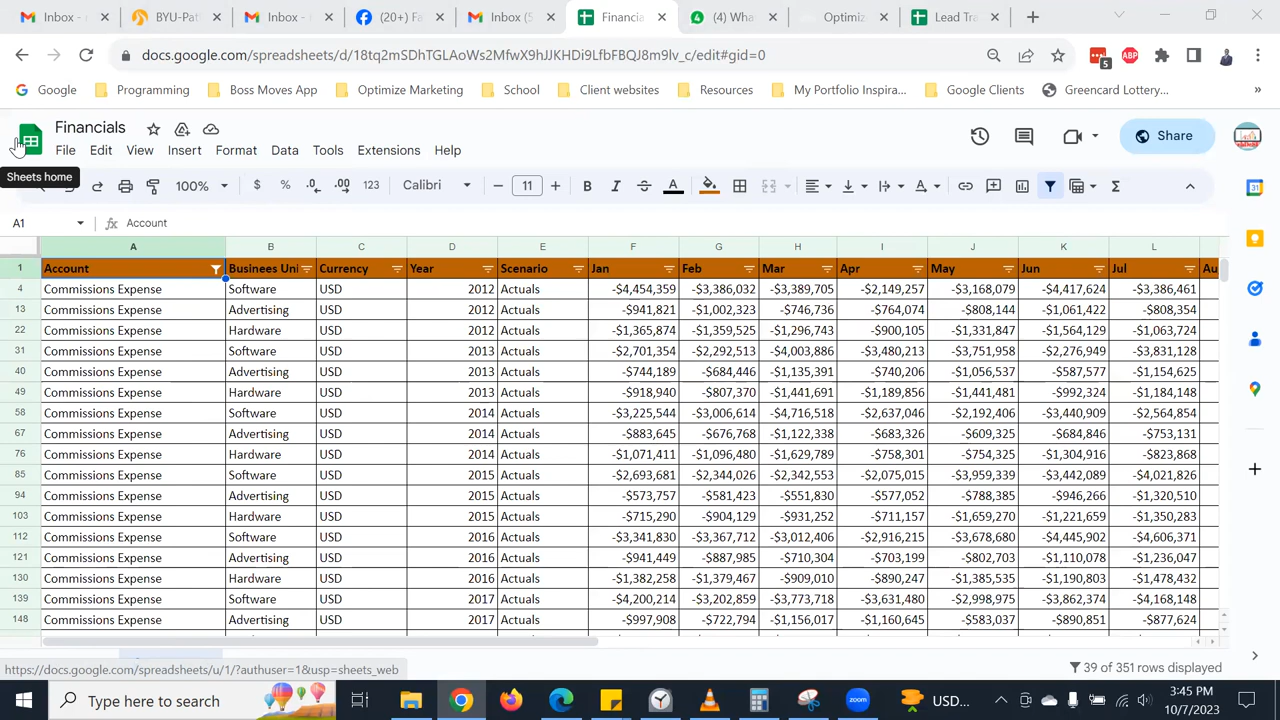 Inbox -
BYU-Pat
Inbox -
(20+) Fa
Inbox (5
Financia
(4) Wha
Optimiz
Lead Tra
docs.google.com/spreadsheets/d/18tq2mSDhTGLAoWs2MfwX9hJJKHDi9LfbFBQJ8m9lv_c/edit#gid=0
5
ABP
Google
Programming
Boss Moves App
Optimize Marketing
School
Client websites
Resources
My Portfolio Inspira...
Google Clients
Greencard Lottery
»
Financials
File Edit View Insert Format Data Tools Extensions Help
Share
Sheets home
100% $ % .0 .00 123 Calibri 11 B I S A
A1 Account
A B C D E F G H I J K L
1 Account Businees Uni Currency Year Scenario Jan Feb Mar Apr May Jun Jul Au
4 Commissions Expense Software USD 2012 Actuals -$4,454,359 -$3,386,032 -$3,389,705 -$2,149,257 -$3,168,079 -$4,417,624 -$3,386,461
13 Commissions Expense Advertising USD 2012 Actuals -$941,821 -$1,002,323 -$746,736 -$764,074 -$808,144 -$1,061,422 -$808,354
22 Commissions Expense Hardware USD 2012 Actuals -$1,365,874 -$1,359,525 -$1,296,743 -$900,105 -$1,331,847 -$1,564,129 -$1,063,724
31 Commissions Expense Software USD 2013 Actuals -$2,701,354 -$2,292,513 -$4,003,886 -$3,480,213 -$3,751,958 -$2,276,949 -$3,831,128
40 Commissions Expense Advertising USD 2013 Actuals -$744,189 -$684,446 -$1,135,391 -$740,206 -$1,056,537 -$587,577 -$1,154,625
49 Commissions Expense Hardware USD 2013 Actuals -$918,940 -$807,370 -$1,441,691 -$1,189,856 -$1,441,481 -$992,324 -$1,184,148
58 Commissions Expense Software USD 2014 Actuals -$3,225,544 -$3,006,614 -$4,716,518 -$2,637,046 -$2,192,406 -$3,440,909 -$2,564,854
67 Commissions Expense Advertising USD 2014 Actuals -$883,645 -$676,768 -$1,122,338 -$683,326 -$609,325 -$684,846 -$753,131
76 Commissions Expense Hardware USD 2014 Actuals -$1,071,411 -$1,096,480 -$1,629,789 -$758,301 -$754,325 -$1,304,916 -$823,868
85 Commissions Expense Software USD 2015 Actuals -$2,693,681 -$2,344,026 -$2,342,553 -$2,075,015 -$3,959,339 -$3,442,089 -$4,021,826
94 Commissions Expense Advertising USD 2015 Actuals -$573,757 -$581,423 -$551,830 -$577,052 -$788,385 -$946,266 -$1,320,510
103 Commissions Expense Hardware USD 2015 Actuals -$715,290 -$904,129 -$931,252 -$711,157 -$1,659,270 -$1,221,659 -$1,350,283
112 Commissions Expense Software USD 2016 Actuals -$3,341,830 -$3,367,712 -$3,012,406 -$2,916,215 -$3,678,680 -$4,445,902 -$4,606,371
121 Commissions Expense Advertising USD 2016 Actuals -$941,449 -$887,985 -$710,304 -$703,199 -$802,703 -$1,110,078 -$1,236,047
130 Commissions Expense Hardware USD 2016 Actuals -$1,382,258 -$1,379,467 -$909,010 -$890,247 -$1,385,535 -$1,190,803 -$1,478,432
139 Commissions Expense Software USD 2017 Actuals -$4,200,214 -$3,202,859 -$3,773,718 -$3,631,480 -$2,998,975 -$3,862,374 -$4,168,148
148 Commissions Expense Advertising USD 2017 Actuals -$997,908 -$722,794 -$1,156,017 -$1,160,645 -$583,037 -$890,851 -$877,624
https://docs.google.com/spreadsheets/u/1/?authuser=1&usp=sheets_web
39 of 351 rows displayed
Type here to search
zoom
USD...
3:45 PM
10/7/2023